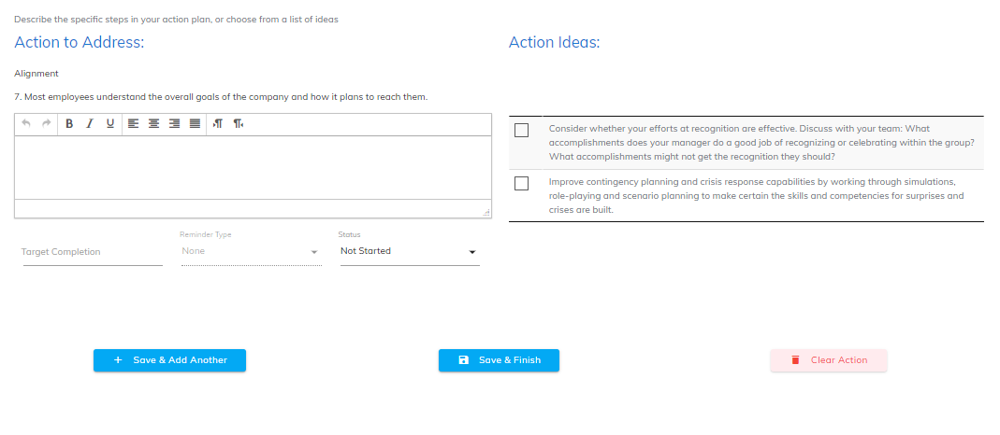 Describe the specific steps in your action plan, or choose from a list of ideas
Action to Address:
Alignment
7. Most employees understand the overall goals of the company and how it plans to reach them.
B I U
Target Completion
Reminder Type
None
Status
Not Started
Action Ideas:
Consider whether your efforts at recognition are effective. Discuss with your team: What
accomplishments does your manager do a good job of recognizing or celebrating within the group?
What accomplishments might not get the recognition they should?
Improve contingency planning and crisis response capabilities by working through simulations,
role-playing and scenario planning to make certain the skills and competencies for surprises and
crises are built.
+ Save & Add Another
Save & Finish
Clear Action